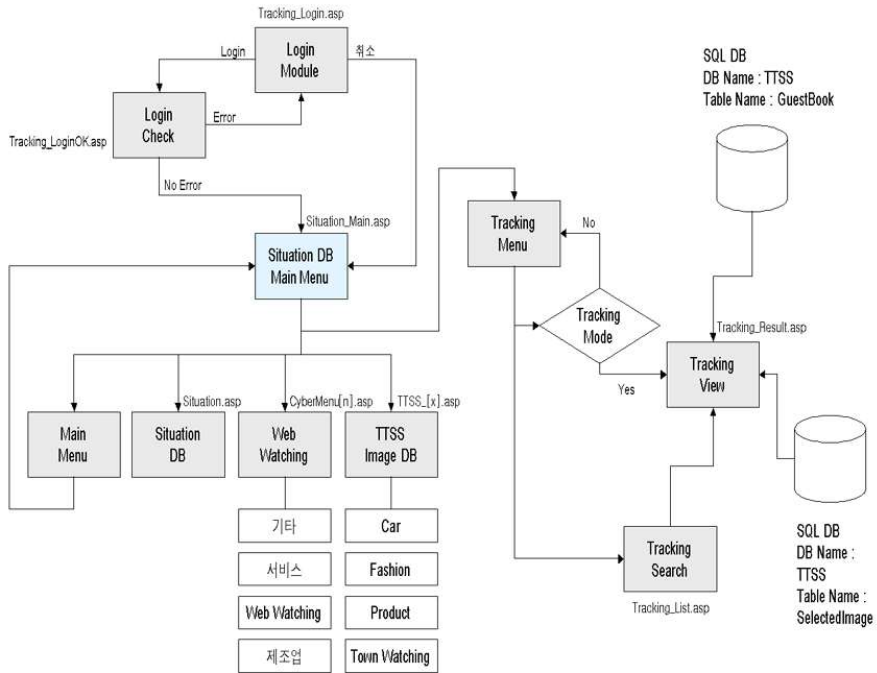 Tracking_Login.asp
Login
Module
Login
취소
Login
Check
Error
Tracking_LoginOK.asp
No Error
Situation_Main.asp
Situation DB
Main Menu
Situation.asp
CyberMenu[n].asp
TTSS_[x].asp
Main
Menu
Situation
DB
Web
Watching
TTSS
Image DB
기타
서비스
Web Watching
제조업
Car
Fashion
Product
Town Watching
Tracking
Menu
No
Tracking
Mode
Yes
SQL DB
DB Name : TTSS
Table Name : GuestBook
Tracking_Result.asp
Tracking
View
Tracking
Search
Tracking_List.asp
SQL DB
DB Name :
TTSS
Table Name :
SelectedImage